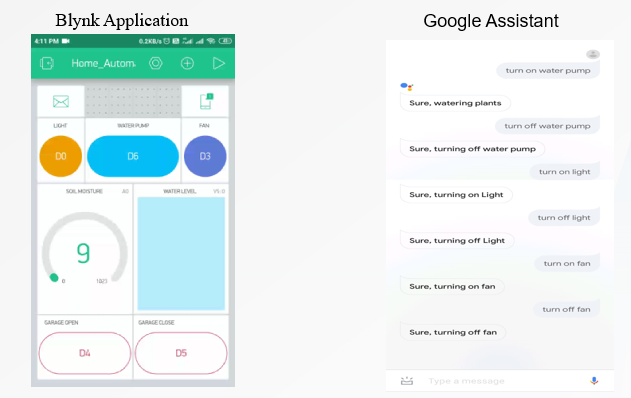 Blynk Application
Google Assistant
4:11 PM
0.2KB/s
Home_Autom
LIGHT
WATER PUMP
FAN
D0
D6
D3
SOIL MOISTURE
A0
WATER LEVEL
9
0
1023
GARAGE OPEN
GARAGE CLOSE
D4
D5
turn on water pump
Sure, watering plants
turn off water pump
Sure, turning off water pump
turn on light
Sure, turning on Light
turn off light
Sure, turning off Light
turn on fan
Sure, turning on fan
turn off fan
Sure, turning off fan
Type a message